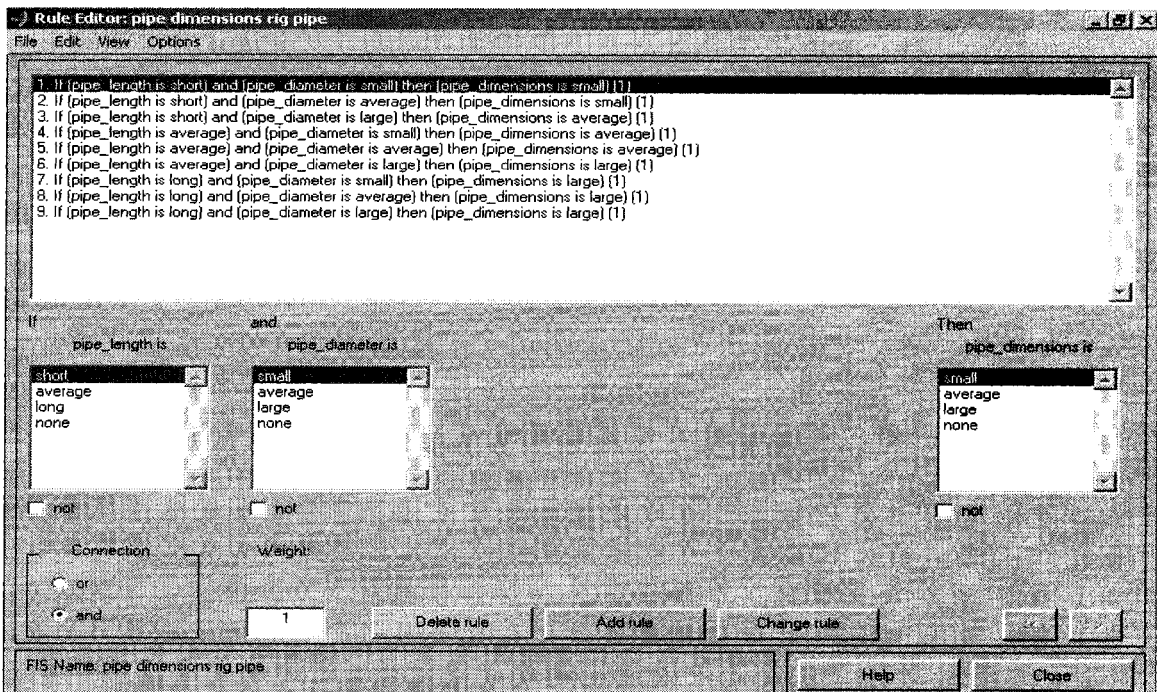 Rule Editor: pipe dimensions rig pipe
File Edit View Options
1. If (pipe_length is short) and (pipe_diameter is small) then (pipe_dimensions is small) (1)
2. If (pipe_length is short) and (pipe_diameter is average) then (pipe_dimensions is small) (1)
3. If (pipe_length is short) and (pipe_diameter is large) then (pipe_dimensions is average) (1)
4. If (pipe_length is average) and (pipe_diameter is small) then (pipe_dimensions is average) (1)
5. If (pipe_length is average) and (pipe_diameter is average) then (pipe_dimensions is average) (1)
6. If (pipe_length is average) and (pipe_diameter is large) then (pipe_dimensions is large) (1)
7. If (pipe_length is long) and (pipe_diameter is small) then (pipe_dimensions is large) (1)
8. If (pipe_length is long) and (pipe_diameter is average) then (pipe_dimensions is large) (1)
9. If (pipe_length is long) and (pipe_diameter is large) then (pipe_dimensions is large) (1)
If and Then
pipe_length is pipe_diameter is pipe_dimensions is
short small small
average average average
long large large
none none none
not not not
Connection Weight:
or
and 1 Delete rule Add rule Change rule
FIS Name: pipe dimensions rig pipe Help Close